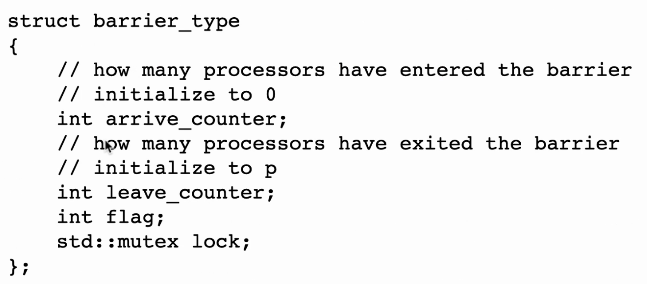 struct barrier_type
{
    // how many processors have entered the barrier
    // initialize to 0
    int arrive_counter;
    // how many processors have exited the barrier
    // initialize to p
    int leave_counter;
    int flag;
    std::mutex lock;
};